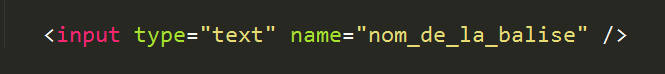 <input type="text" name="nom_de_la_balise" />